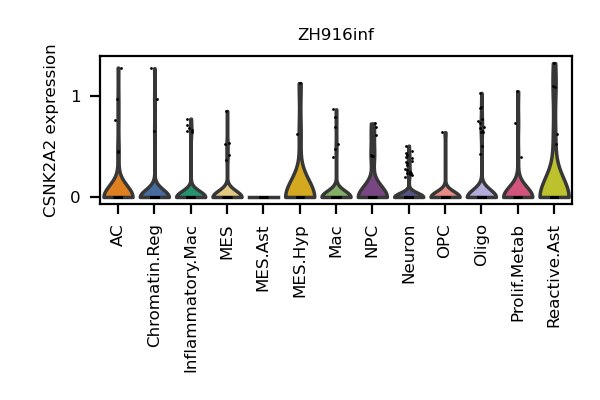 ZH916inf
CSNK2A2 expression
1
0
AC
Chromatin.Reg
Inflammatory.Mac
MES
MES.Ast
MES.Hyp
Mac
NPC
Neuron
OPC
Oligo
Prolif.Metab
Reactive.Ast